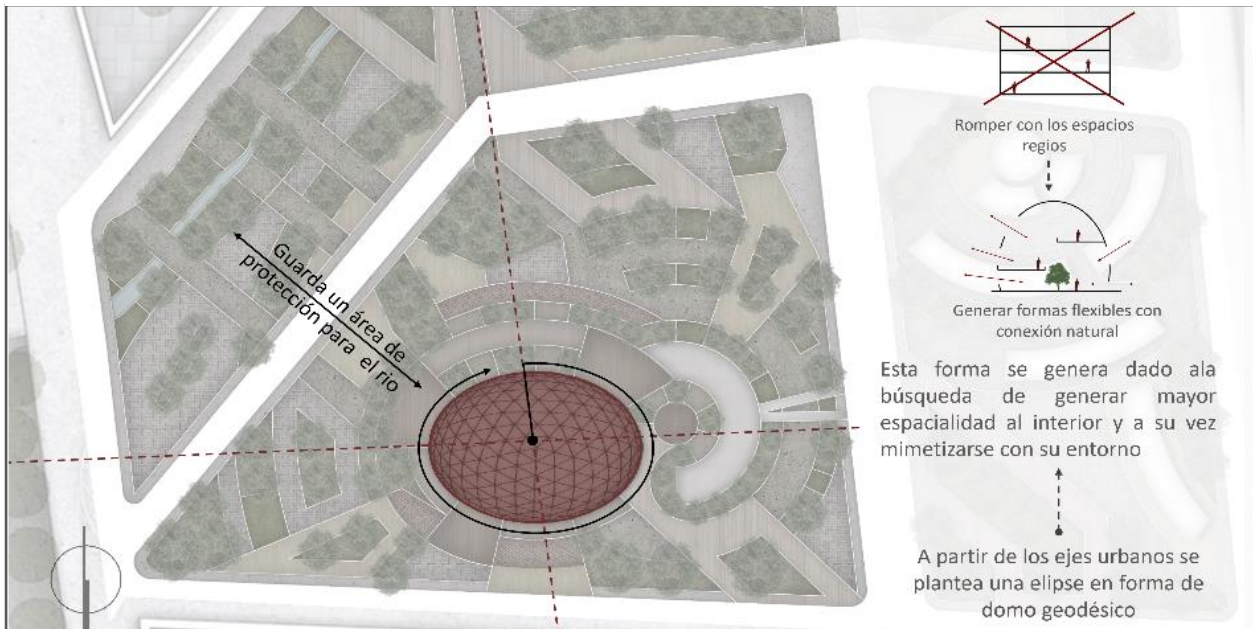 Romper con los espacios
regios
Generar formas flexibles con
conexión natural
Guarda un área de
protección para el rio
Esta forma se genera dado ala
búsqueda de generar mayor
espacialidad al interior y a su vez
mimetizarse con su entorno
A partir de los ejes urbanos se
plantea una elipse en forma de
domo geodésico